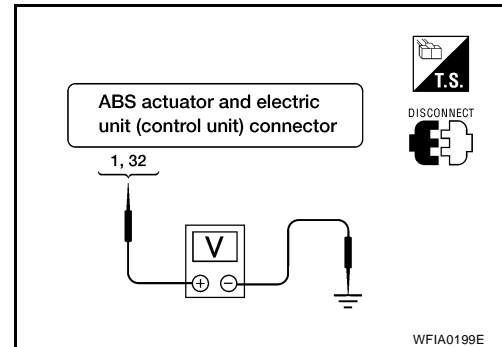 T.S.
DISCONNECT
ABS actuator and electric
unit (control unit) connector
1, 32
V
+ −
WFIA0199E